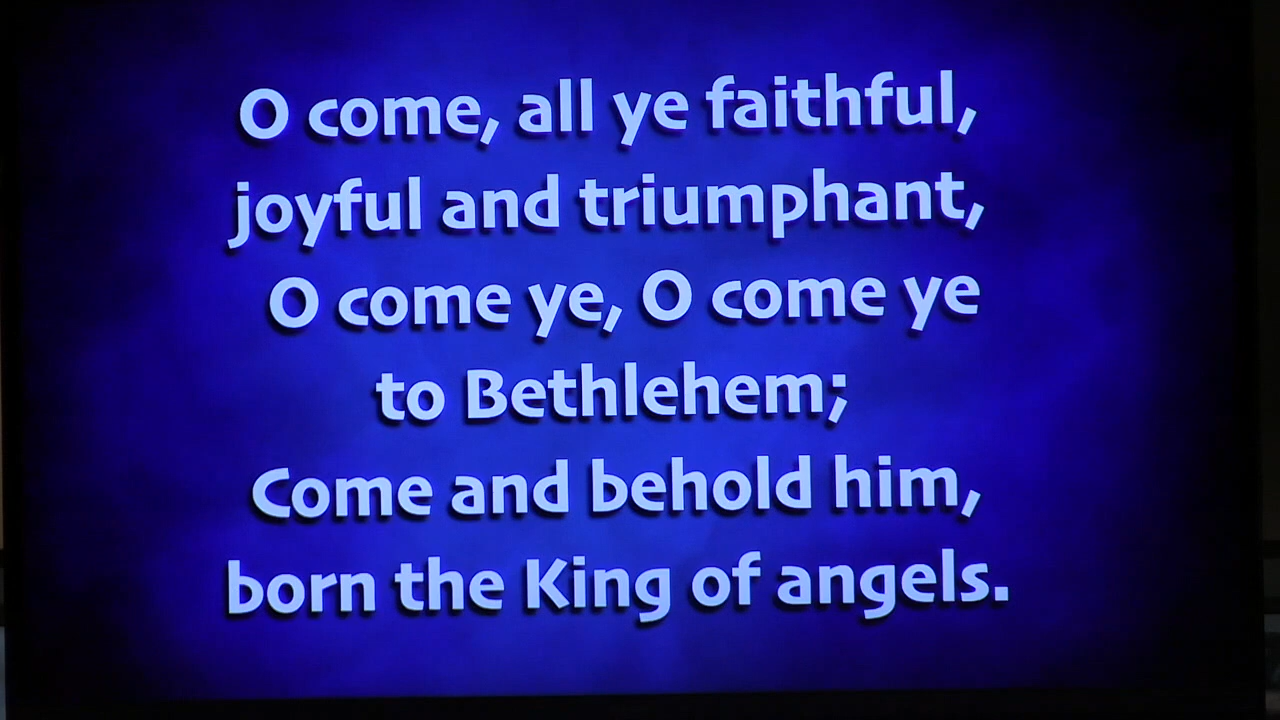 O come, all ye faithful,
joyful and triumphant,
O come ye, O come ye
to Bethlehem;
Come and behold him,
born the King of angels.